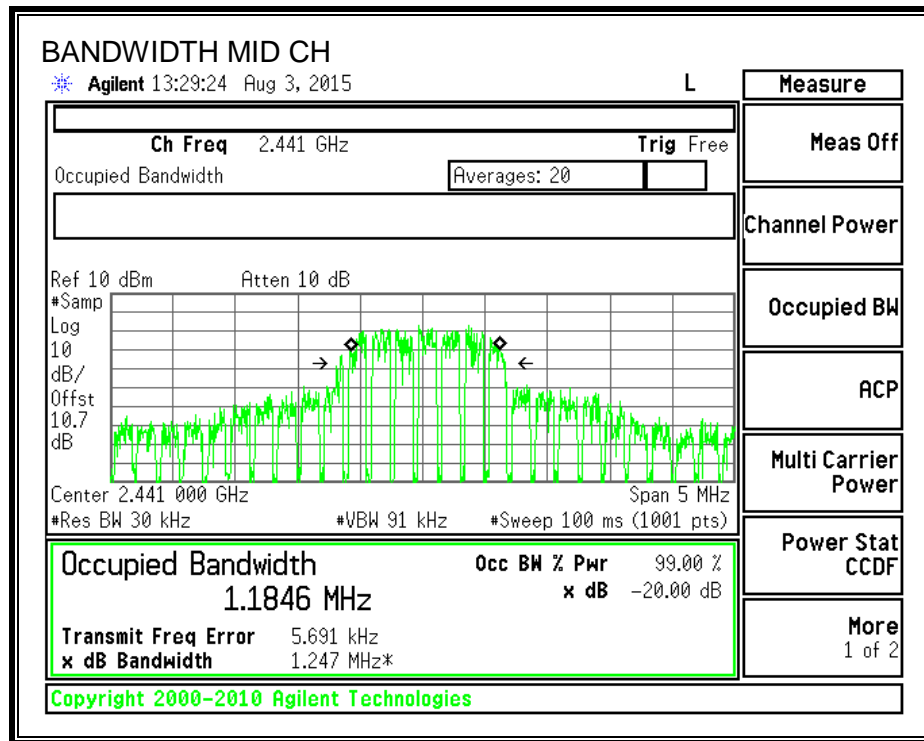 BANDWIDTH MID CH
Agilent 13:29:24 Aug 3, 2015 L
Measure
Ch Freq 2.441 GHz Trig Free
Occupied Bandwidth Averages: 20
Meas Off
Channel Power
Occupied BW
ACP
Multi Carrier
Power
Power Stat
CCDF
More
1 of 2
Ref 10 dBm Atten 10 dB
#Samp
Log
10
dB/
Offst
10.7
dB
Center 2.441 000 GHz Span 5 MHz
#Res BW 30 kHz #VBW 91 kHz #Sweep 100 ms (1001 pts)
Occupied Bandwidth Occ BW % Pwr 99.00 %
1.1846 MHz x dB -20.00 dB
Transmit Freq Error 5.691 kHz
x dB Bandwidth 1.247 MHz*
Copyright 2000-2010 Agilent Technologies